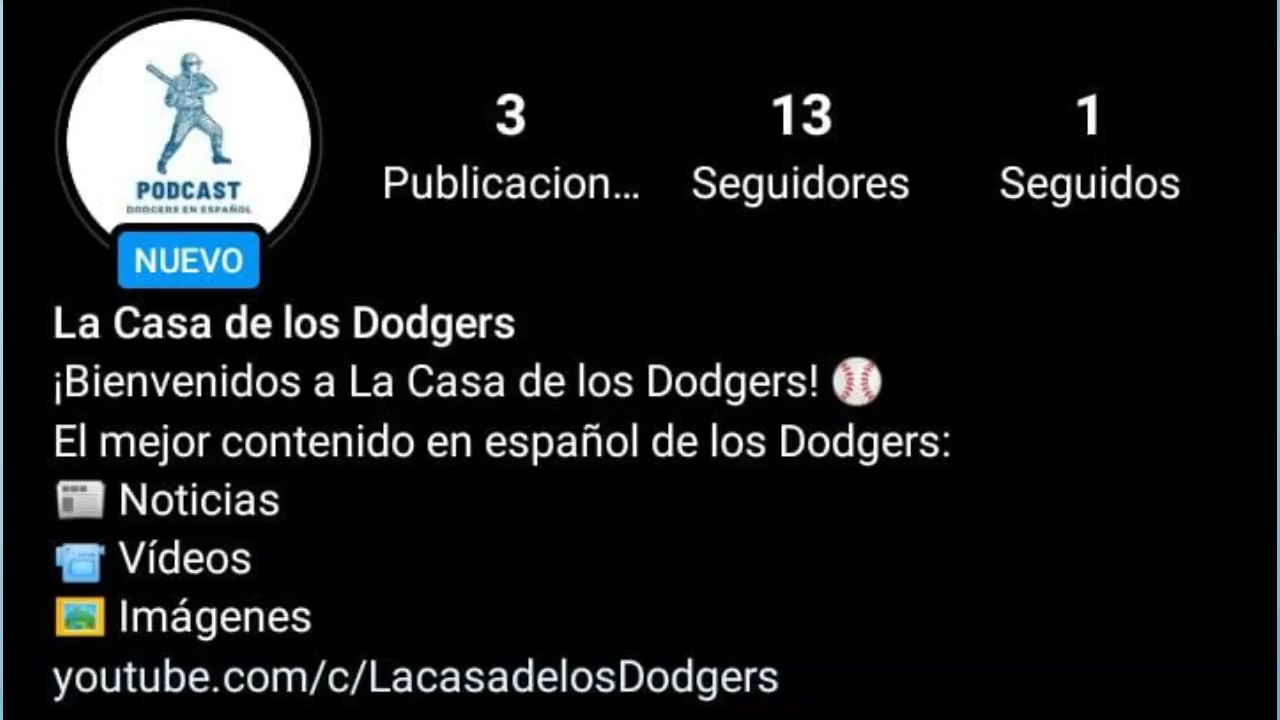 PODCAST
DODGERS EN ESPAÑOL
NUEVO
3
Publicacion...
13
Seguidores
1
Seguidos
La Casa de los Dodgers
¡Bienvenidos a La Casa de los Dodgers! ⚾
El mejor contenido en español de los Dodgers:
📰 Noticias
📹 Vídeos
🖼️ Imágenes
youtube.com/c/LacasadelosDodgers